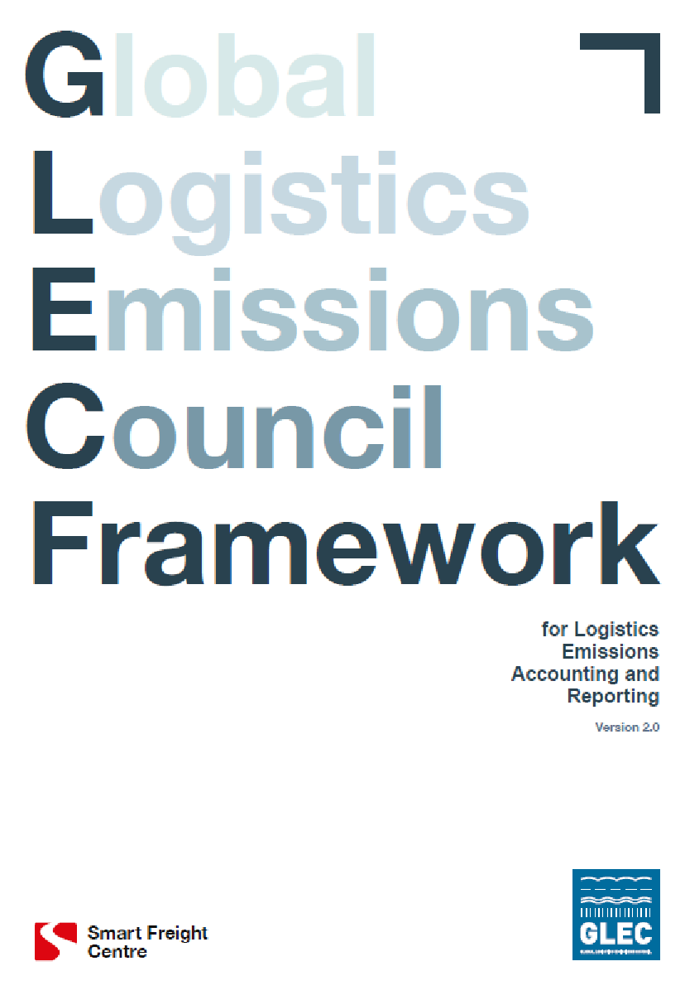 Global
Logistics
Emissions
Council
Framework
for Logistics
Emissions
Accounting and
Reporting
Version 2.0
Smart Freight
Centre
GLEC